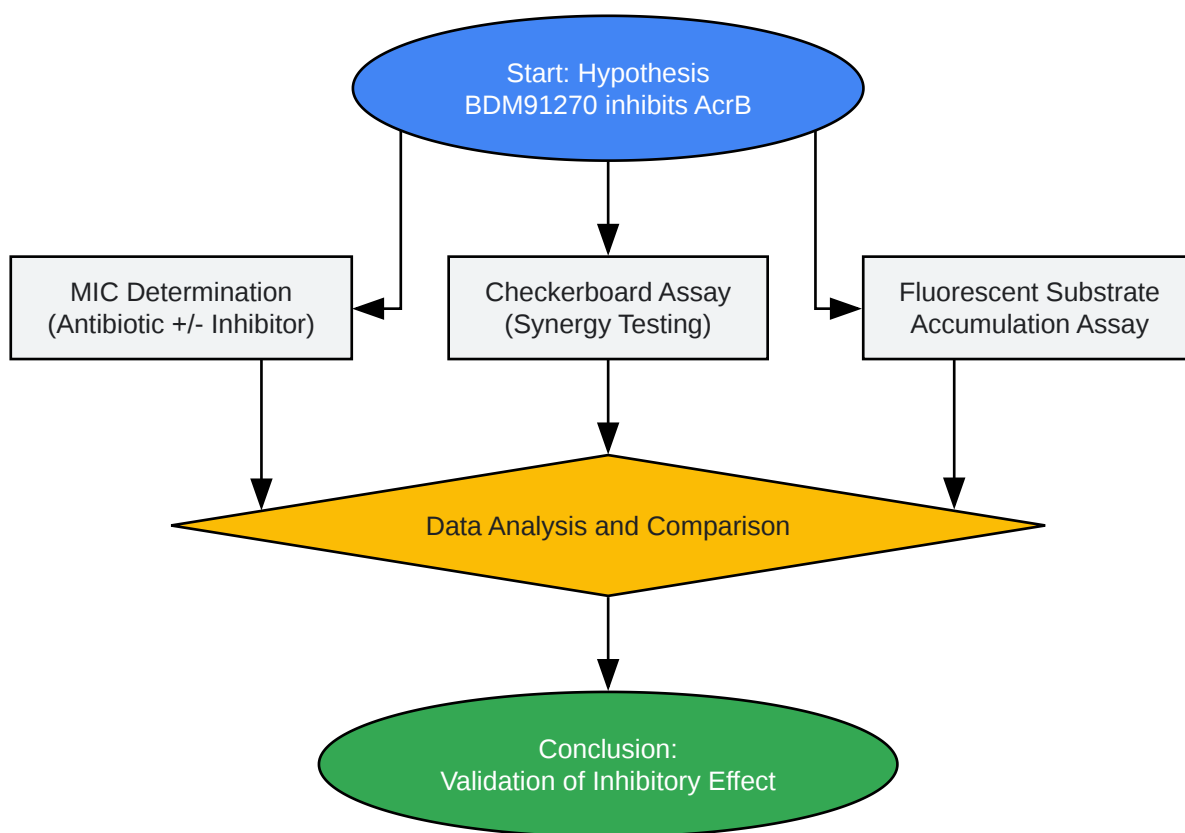 Start: Hypothesis
BDM91270 inhibits AcrB
MIC Determination
(Antibiotic +/- Inhibitor)
Checkerboard Assay
(Synergy Testing)
Fluorescent Substrate
Accumulation Assay
Data Analysis and Comparison
Conclusion:
Validation of Inhibitory Effect